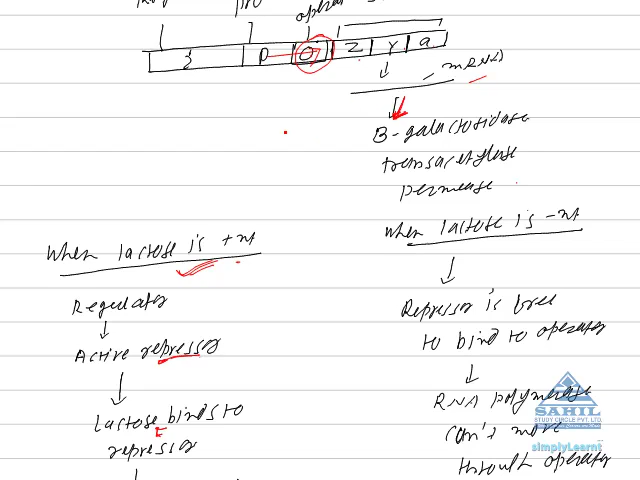 opera
i P O Z Y a
mRNA
B-galactosidase
transacetylase
permease
When lactose is +nt
Regulator
Active repressor
Lactose binds to
repressor
When lactose is -nt
Repressor is free
to bind to operator
RNA polymerase
can't move
through operator
SAHIL
STUDY CIRCLE PVT. LTD.
simplyLearnt